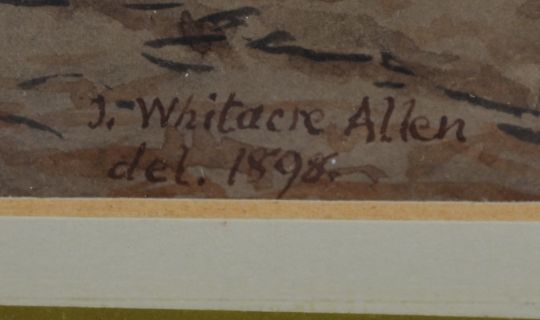 J. Whitacre Allen
del. 1898.